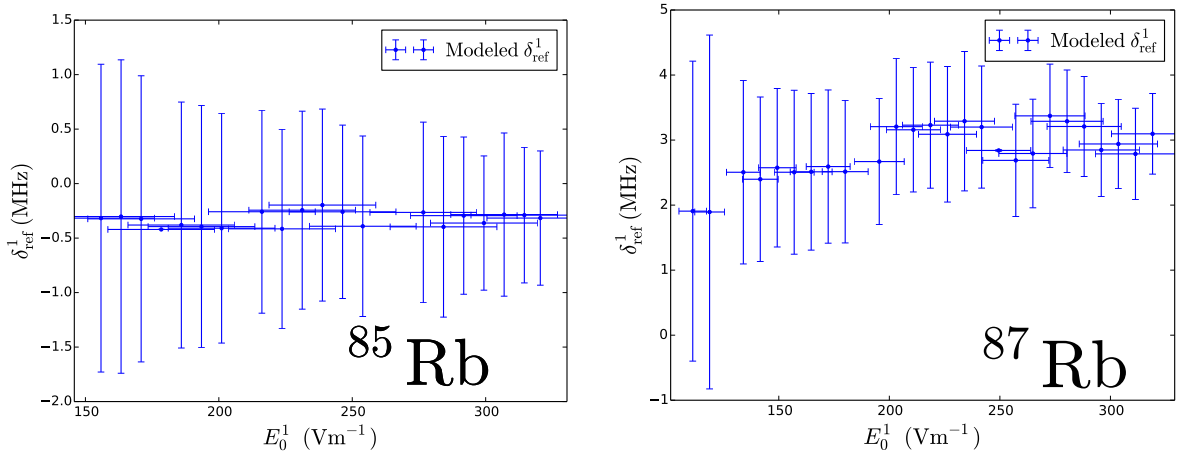 1.5
1.0
0.5
0.0
−0.5
−1.0
−1.5
−2.0
150
200
250
300
δ¹ref (MHz)
E¹₀ (Vm⁻¹)
Modeled δ¹ref
⁸⁵Rb
5
4
3
2
1
0
−1
150
200
250
300
δ¹ref (MHz)
E¹₀ (Vm⁻¹)
Modeled δ¹ref
⁸⁷Rb